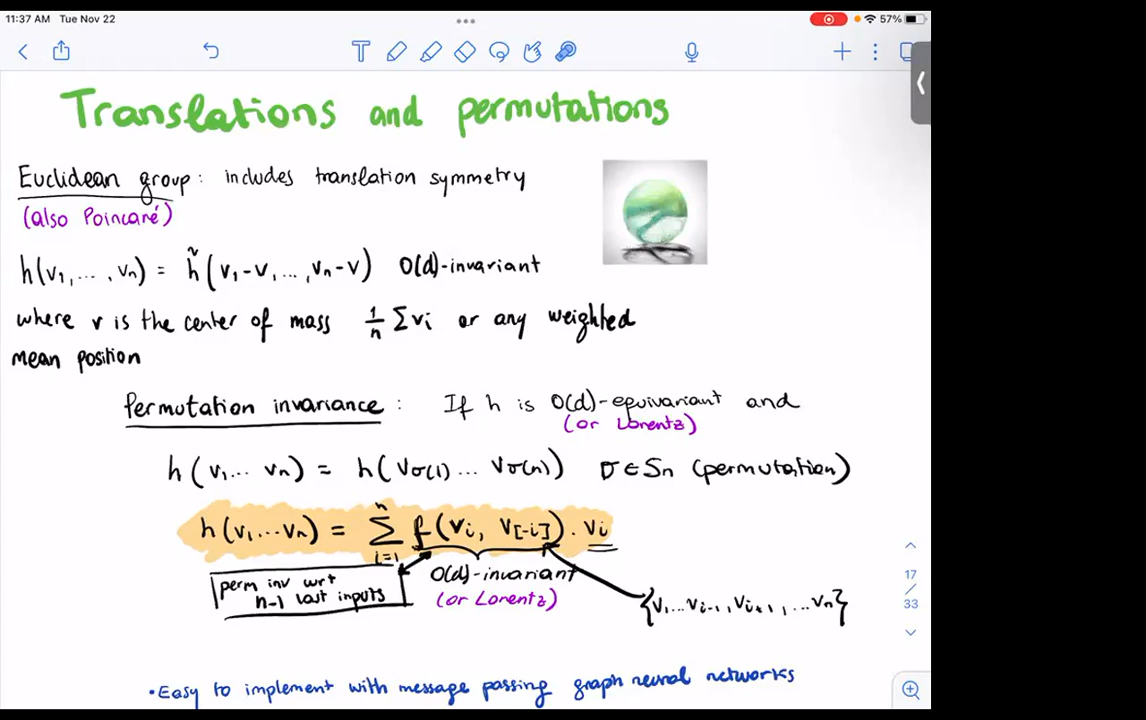 11:37 AM Tue Nov 22
57%
Translations and permutations
Euclidean group: includes translation symmetry
(also Poincaré)
h(v₁, ... , vₙ) = h̃(v₁-v, ... , vₙ-v) O(d)-invariant
where v is the center of mass 1/n Σvᵢ or any weighted
mean position
Permutation invariance: If h is O(d)-equivariant and
(or Lorentz)
h(v₁...vₙ) = h(v_σ(1) ... v_σ(n)) σ∈Sₙ (permutation)
h(v₁...vₙ) = Σᵢ₌₁ⁿ f(vᵢ, v[-i]) · vᵢ
perm inv wrt
n-1 last inputs
O(d)-invariant
(or Lorentz)
{v₁...vᵢ₋₁, vᵢ₊₁, ...vₙ}
17
/
33
•Easy to implement with message passing graph neural networks